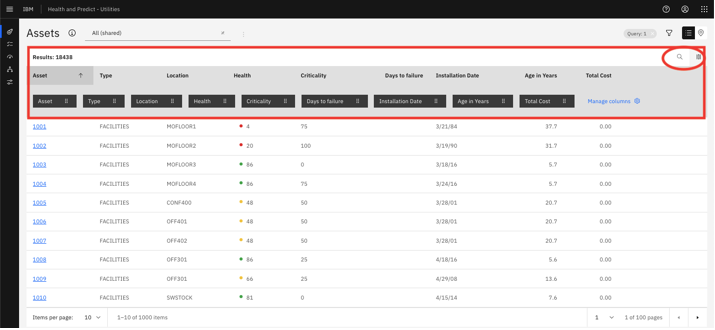 IBM Health and Predict - Utilities
Assets All (shared) Query: 1
Results: 18438
Asset Type Location Health Criticality Days to failure Installation Date Age in Years Total Cost
Asset Type Location Health Criticality Days to failure Installation Date Age in Years Total Cost Manage columns
1001 FACILITIES MOFLOOR1 4 75 3/21/84 37.7 0.00
1002 FACILITIES MOFLOOR2 20 100 3/19/90 31.7 0.00
1003 FACILITIES MOFLOOR3 86 0 3/18/16 5.7 0.00
1004 FACILITIES MOFLOOR4 86 75 3/24/16 5.7 0.00
1005 FACILITIES CONF400 48 50 3/28/01 20.7 0.00
1006 FACILITIES OFF401 48 50 3/28/01 20.7 0.00
1007 FACILITIES OFF402 48 50 3/28/01 20.7 0.00
1008 FACILITIES OFF301 86 25 4/18/16 5.6 0.00
1009 FACILITIES OFF301 66 25 4/29/08 13.6 0.00
1010 FACILITIES SWSTOCK 81 0 4/15/14 7.6 0.00
Items per page: 10 1–10 of 1000 items 1 1 of 100 pages